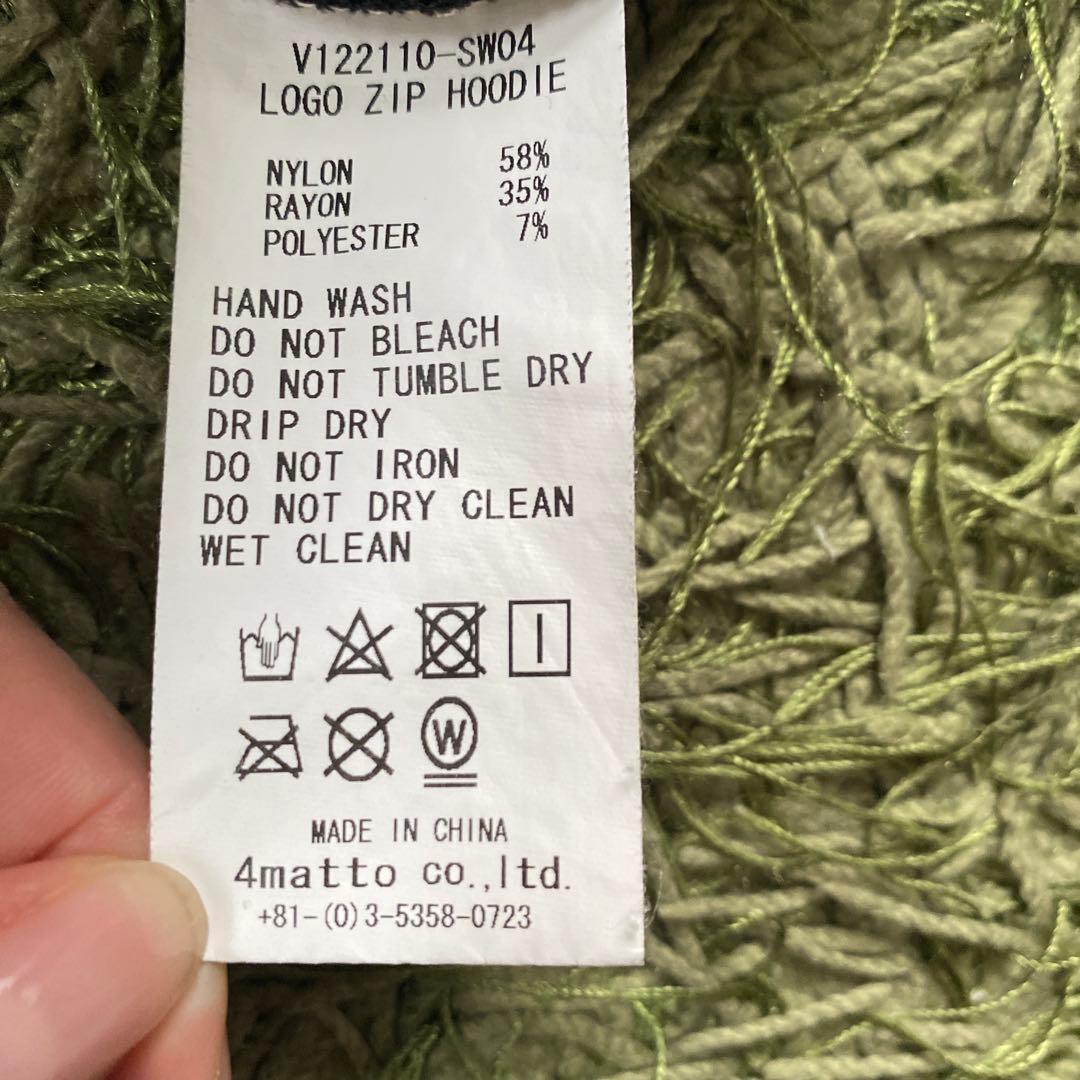 V122110-SW04
LOGO ZIP HOODIE
NYLON 58%
RAYON 35%
POLYESTER 7%
HAND WASH
DO NOT BLEACH
DO NOT TUMBLE DRY
DRIP DRY
DO NOT IRON
DO NOT DRY CLEAN
WET CLEAN
W
MADE IN CHINA
4matto co.,ltd.
+81-(0)3-5358-0723